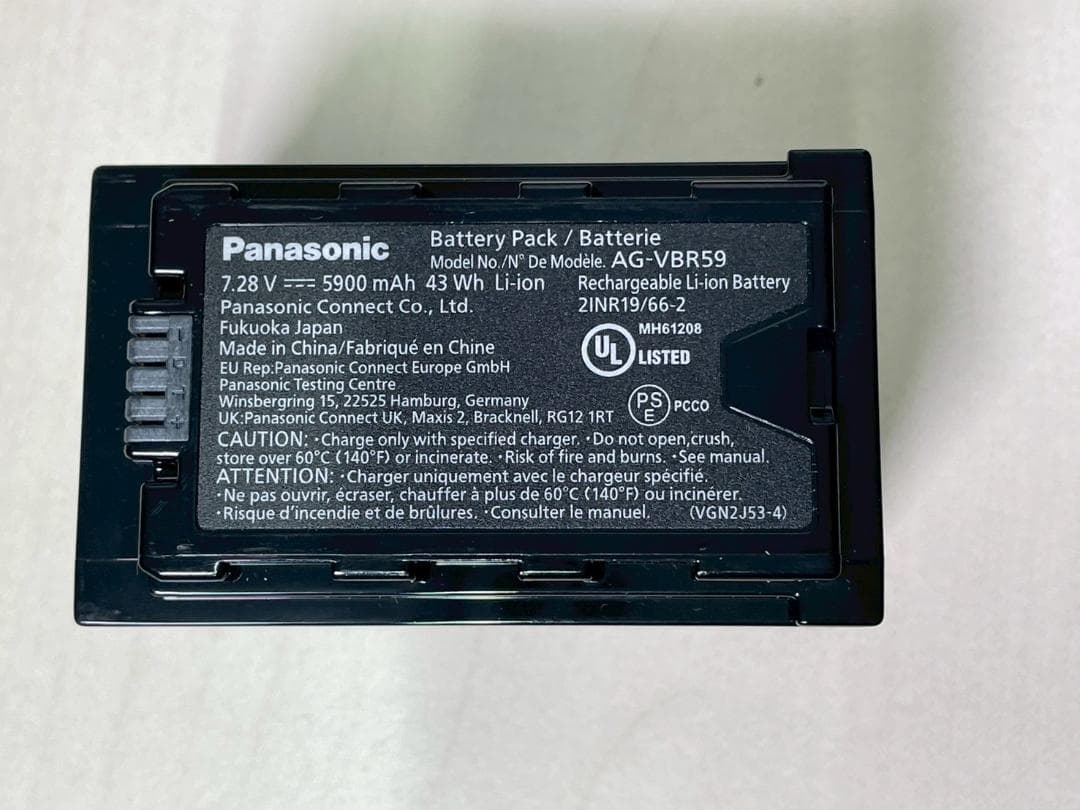 Panasonic
Battery Pack / Batterie
Model No./N° De Modèle. AG-VBR59
7.28 V ⎓ 5900 mAh 43 Wh Li-ion
Rechargeable Li-ion Battery
Panasonic Connect Co., Ltd.
2INR19/66-2
Fukuoka Japan
Made in China/Fabriqué en Chine
UL
MH61208
LISTED
EU Rep:Panasonic Connect Europe GmbH
Panasonic Testing Centre
Winsbergring 15, 22525 Hamburg, Germany
UK:Panasonic Connect UK, Maxis 2, Bracknell, RG12 1RT
PS
E
PCCO
CAUTION: ·Charge only with specified charger. ·Do not open,crush,
store over 60°C (140°F) or incinerate. ·Risk of fire and burns. ·See manual.
ATTENTION: ·Charger uniquement avec le chargeur spécifié.
·Ne pas ouvrir, écraser, chauffer à plus de 60°C (140°F) ou incinérer.
·Risque d'incendie et de brûlures. ·Consulter le manuel. (VGN2J53-4)